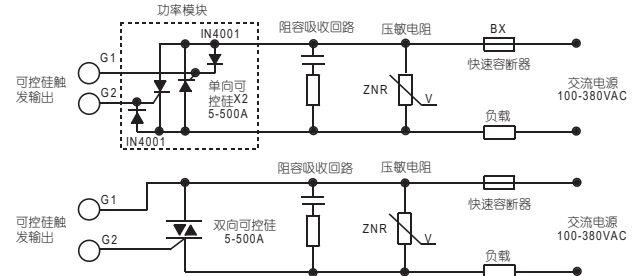 功率模块
IN4001
阻容吸收回路
压敏电阻
BX
G1
快速容断器
可控硅触
发输出
G2
单向可
控硅X2
5-500A
ZNR
V
交流电源
100-380VAC
负载
IN4001
阻容吸收回路
压敏电阻
G1
快速容断器
可控硅触
发输出
双向可控硅
5-500A
ZNR
V
交流电源
100-380VAC
G2
负载